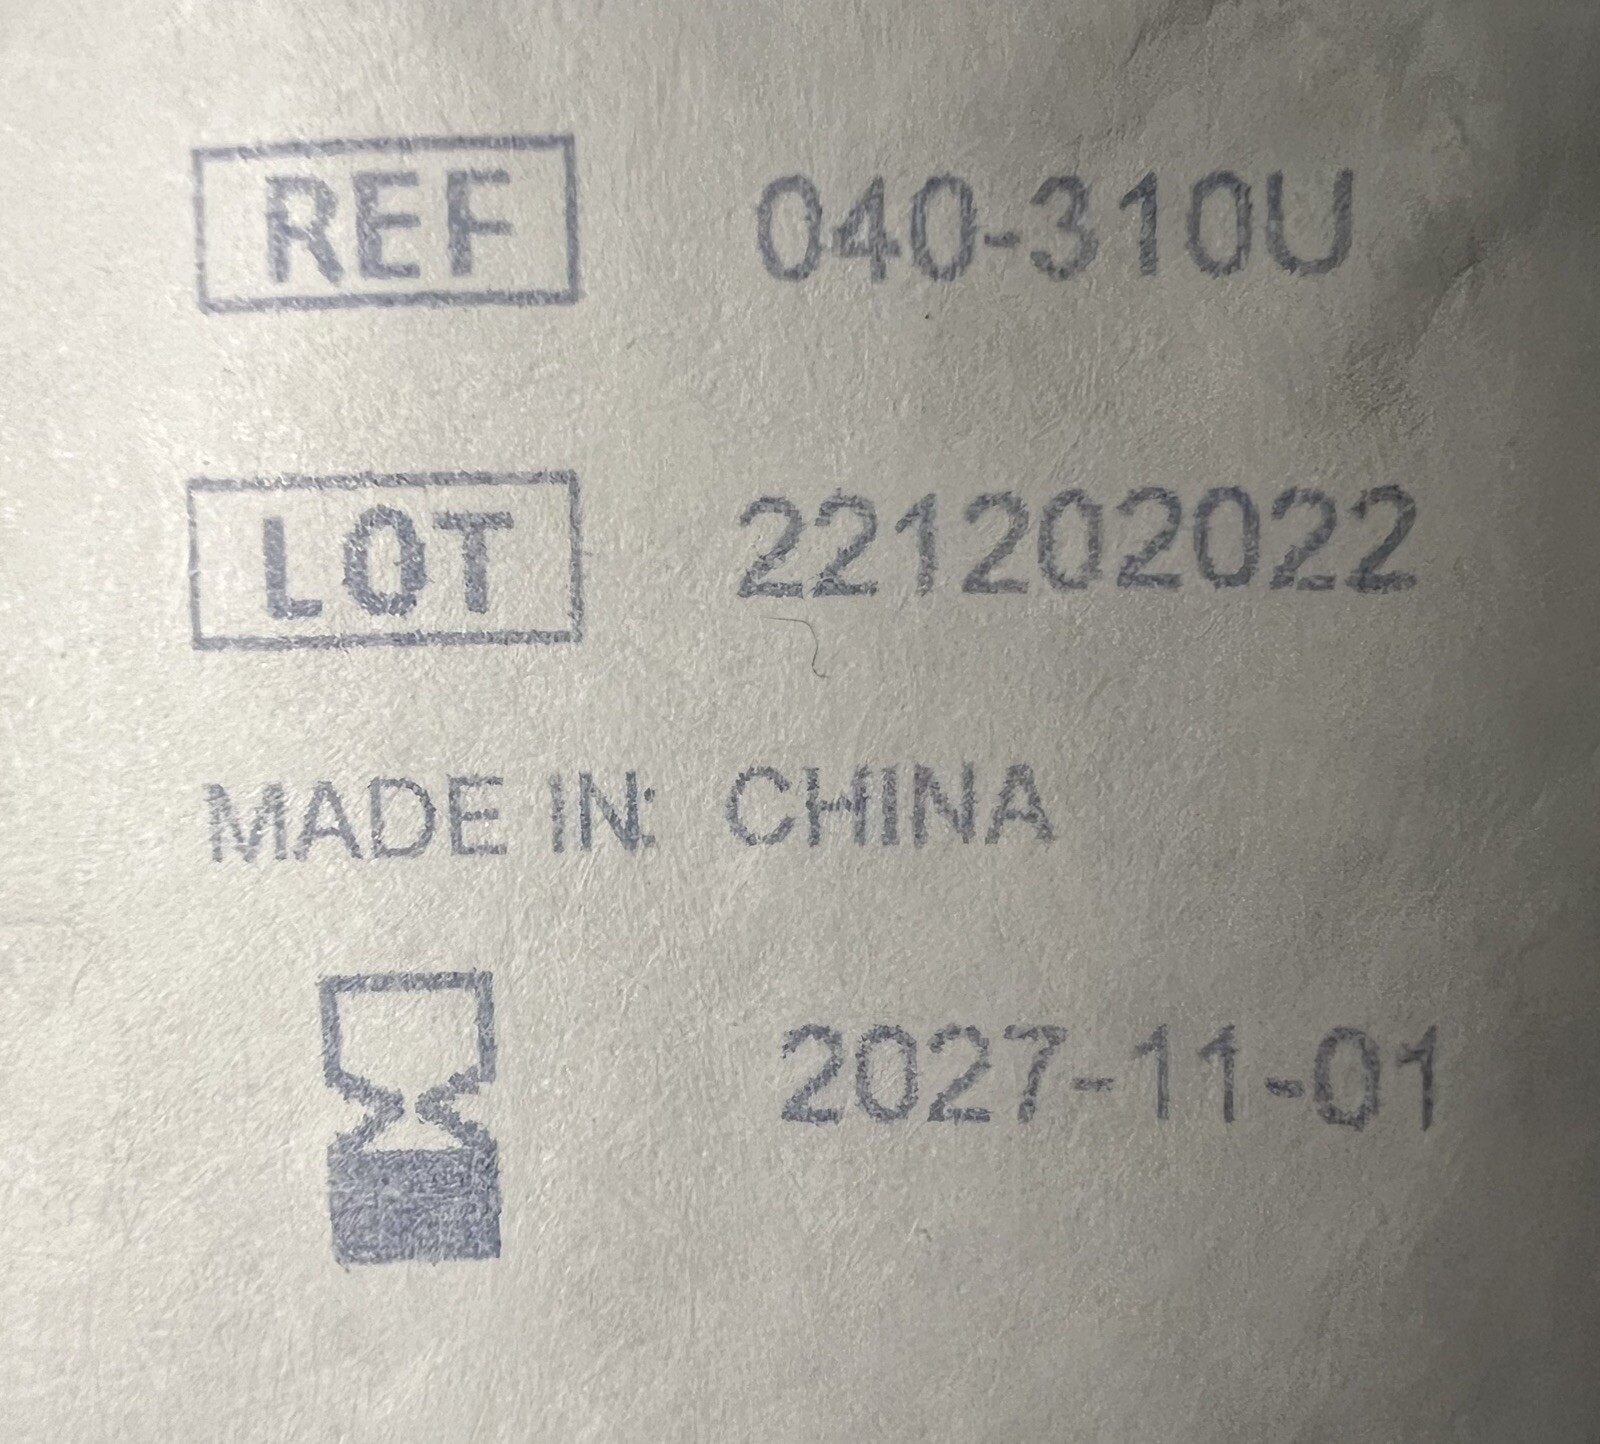 REF 040-310U
LOT 221202022
MADE IN: CHINA
2027-11-01